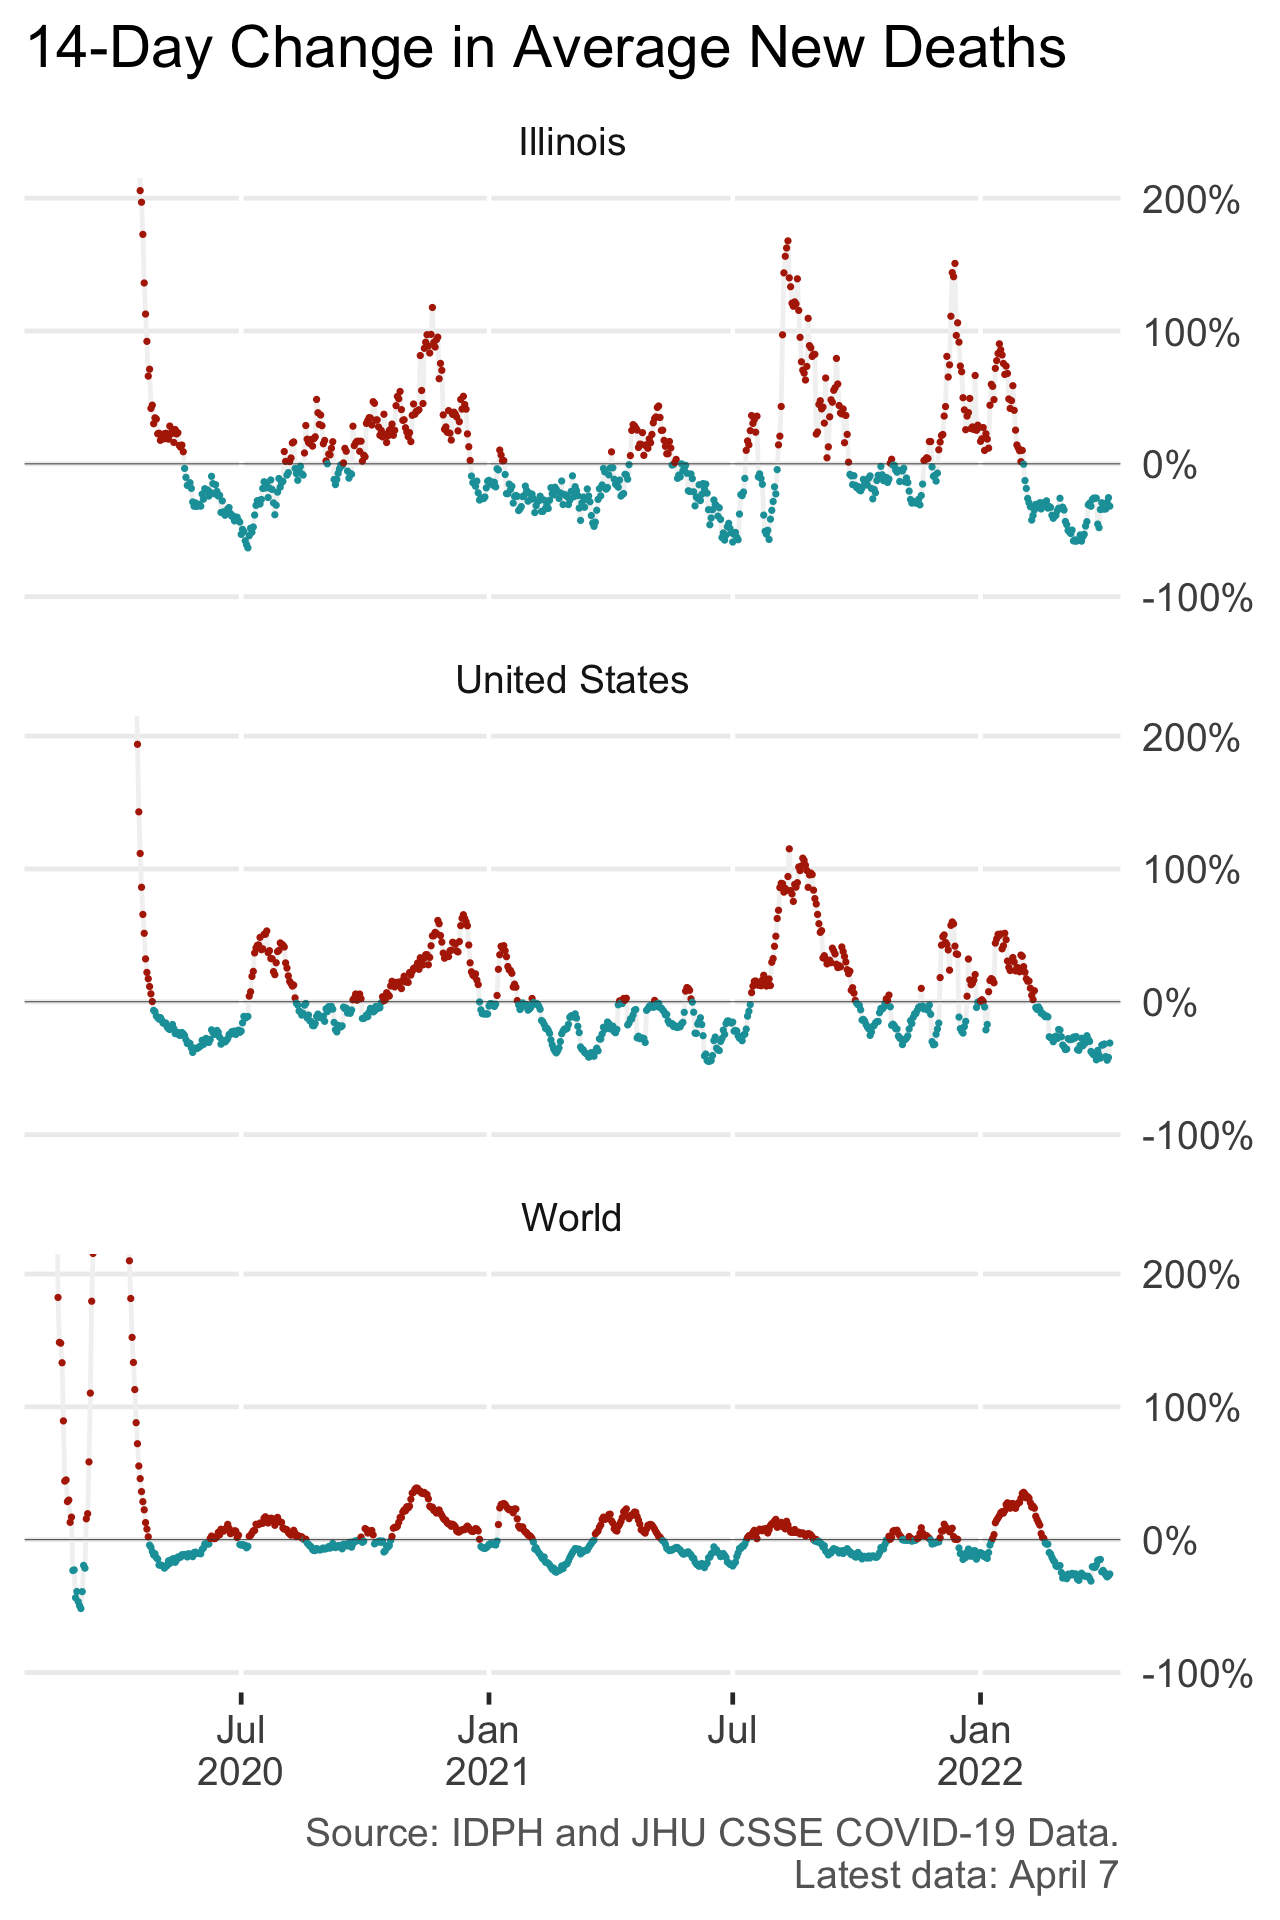 14-Day Change in Average New Deaths
Illinois
200%
100%
0%
-100%
United States
200%
100%
0%
-100%
World
200%
100%
0%
-100%
Jul Jan Jul Jan
2020 2021 2022
Source: IDPH and JHU CSSE COVID-19 Data.
Latest data: April 7